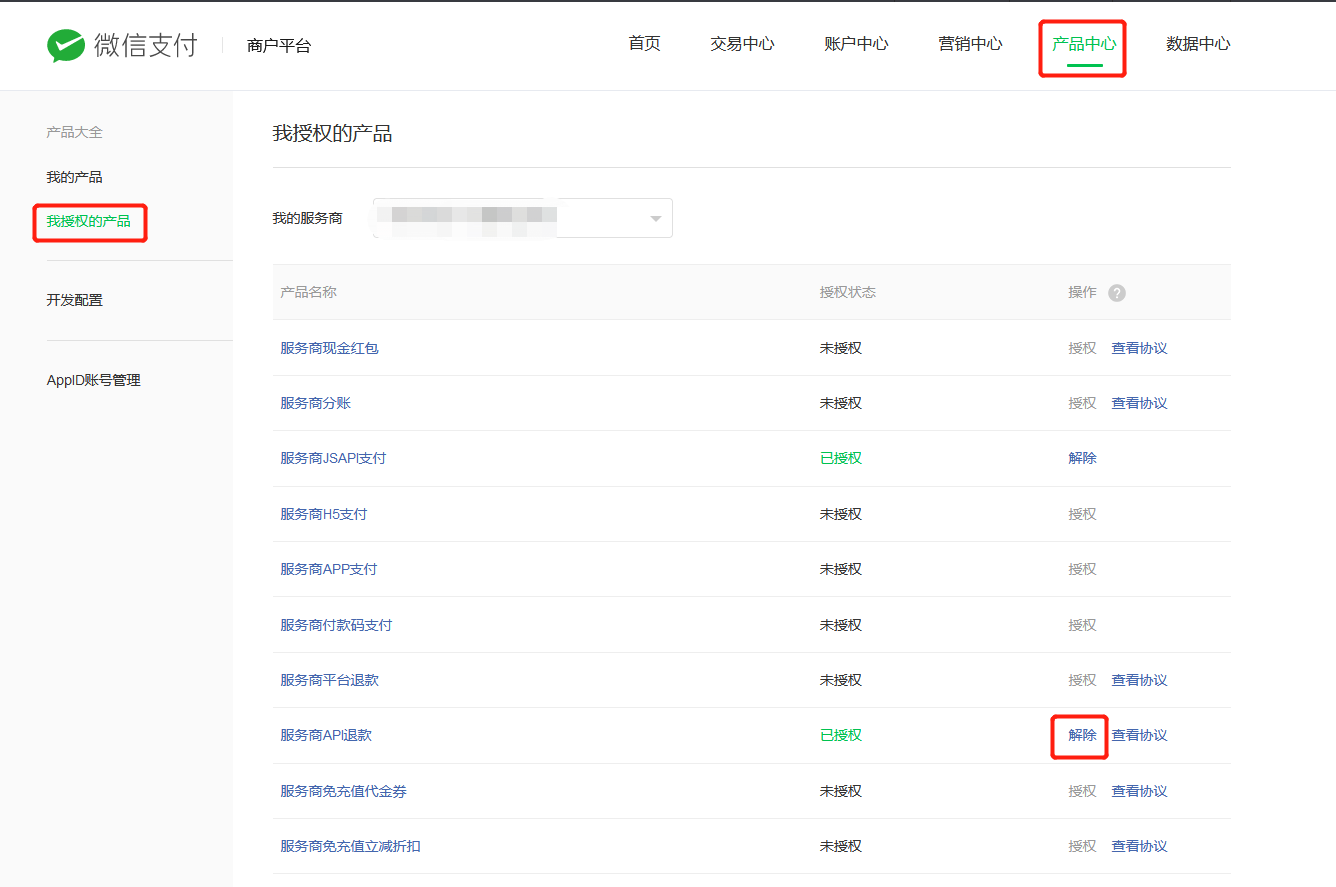 微信支付 商户平台 首页 交易中心 账户中心 营销中心 产品中心 数据中心
产品大全
我的产品
我授权的产品
开发配置
AppID账号管理
我授权的产品
我的服务商
产品名称 授权状态 操作 ?
服务商现金红包 未授权 授权 查看协议
服务商分账 未授权 授权 查看协议
服务商JSAPI支付 已授权 解除
服务商H5支付 未授权 授权
服务商APP支付 未授权 授权
服务商付款码支付 未授权 授权
服务商平台退款 未授权 授权 查看协议
服务商API退款 已授权 解除 查看协议
服务商免充值代金券 未授权 授权 查看协议
服务商免充值立减折扣 未授权 授权 查看协议